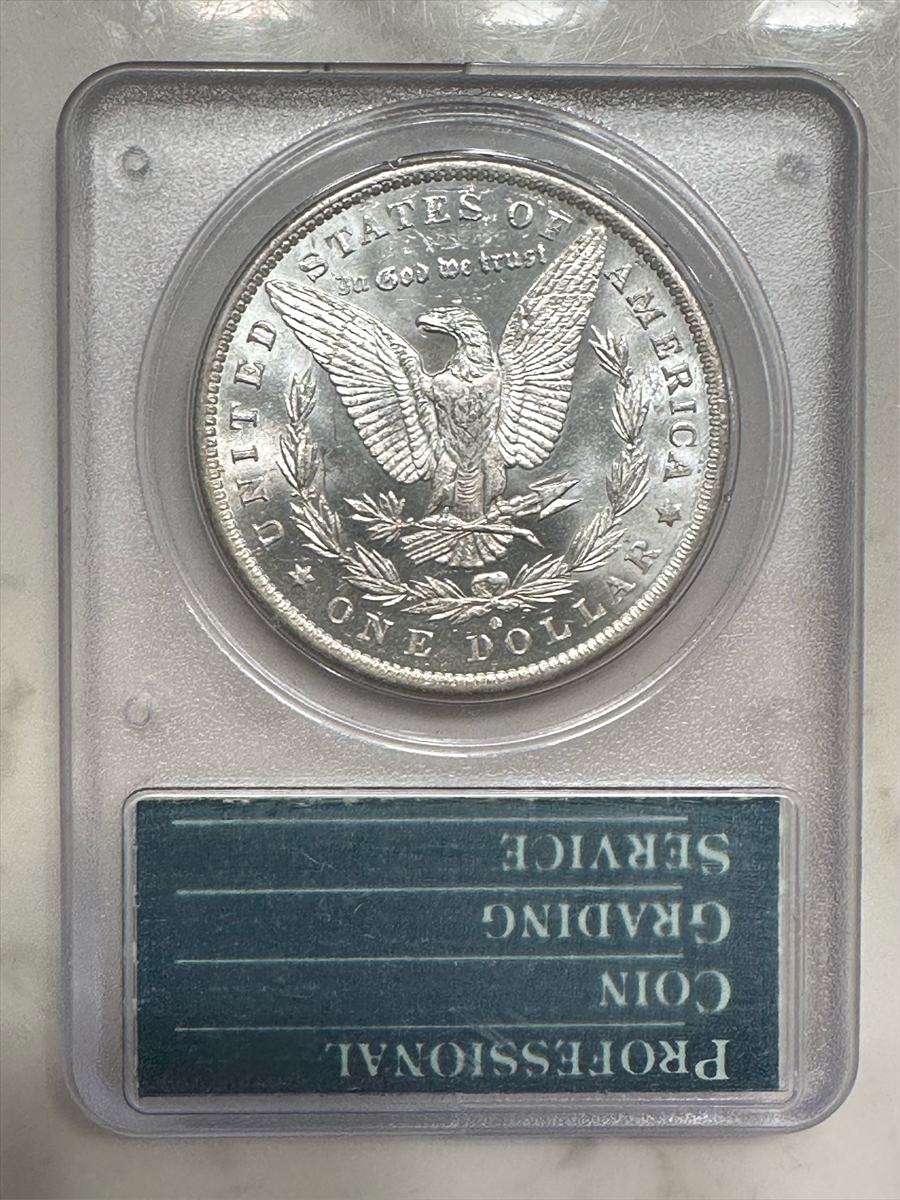 UNITED STATES OF AMERICA
In God we trust
ONE DOLLAR
O
PROFESSIONAL
COIN
GRADING
SERVICE